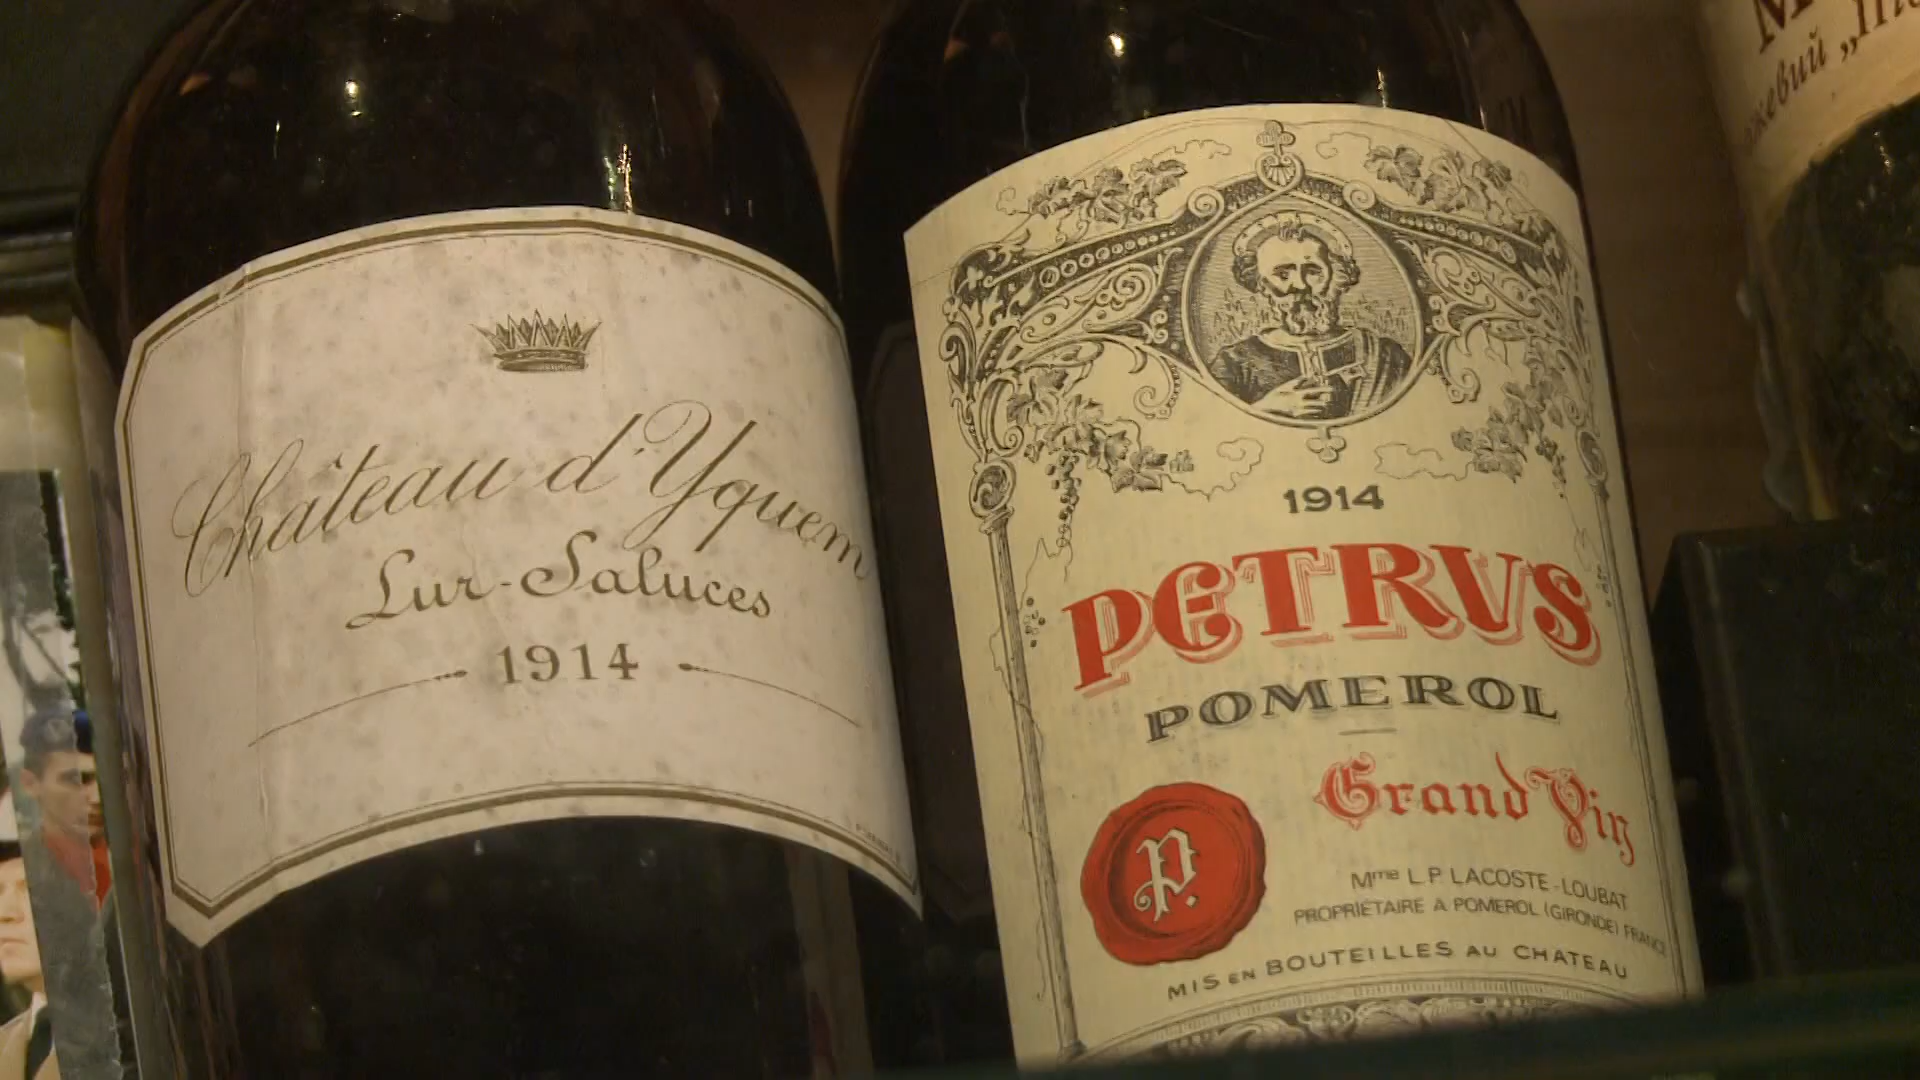 Château d'Yquem
Lur-Saluces
1914
1914
PETRVS
POMEROL
Grand Vin
P.
Mme L.P. LACOSTE-LOUBAT
PROPRIÉTAIRE A POMEROL (GIRONDE) FRANCE
MIS EN BOUTEILLES AU CHATEAU